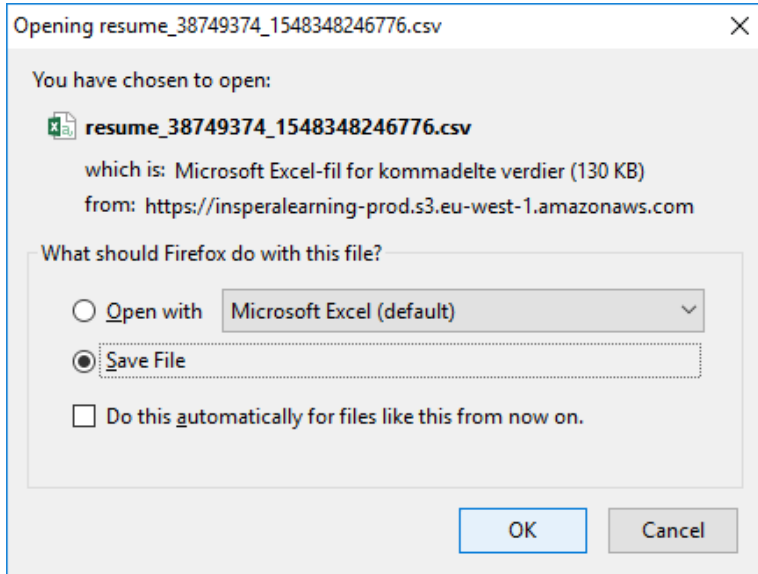 Opening resume_38749374_1548348246776.csv
You have chosen to open:
resume_38749374_1548348246776.csv
which is: Microsoft Excel-fil for kommadelte verdier (130 KB)
from: https://insperalearning-prod.s3.eu-west-1.amazonaws.com
What should Firefox do with this file?
Open with Microsoft Excel (default)
Save File
Do this automatically for files like this from now on.
OK Cancel